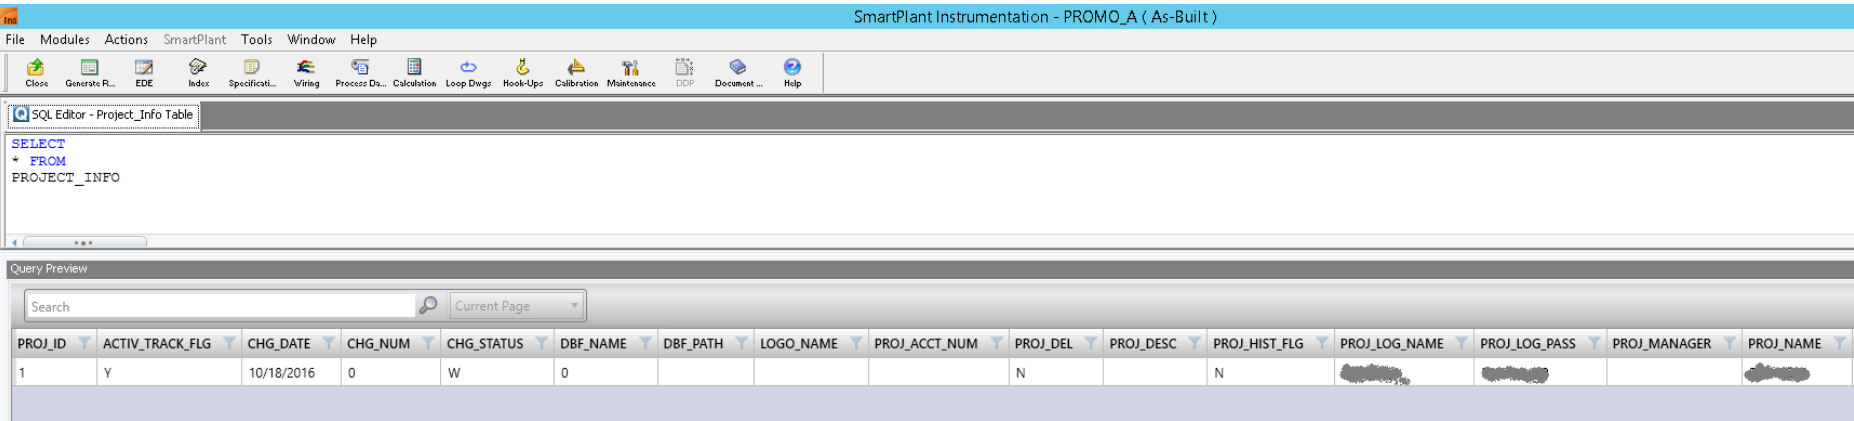 Ins
SmartPlant Instrumentation - PROMO_A ( As-Built )
File Modules Actions SmartPlant Tools Window Help
Close Generate R... EDE Index Specificati... Wiring Process Da... Calculation Loop Dwgs Hook-Ups Calibration Maintenance DDP Document ... Help
SQL Editor - Project_Info Table
SELECT
* FROM
PROJECT_INFO
Query Preview
Search Current Page
PROJ_ID ACTIV_TRACK_FLG CHG_DATE CHG_NUM CHG_STATUS DBF_NAME DBF_PATH LOGO_NAME PROJ_ACCT_NUM PROJ_DEL PROJ_DESC PROJ_HIST_FLG PROJ_LOG_NAME PROJ_LOG_PASS PROJ_MANAGER PROJ_NAME
1 Y 10/18/2016 0 W 0 N N